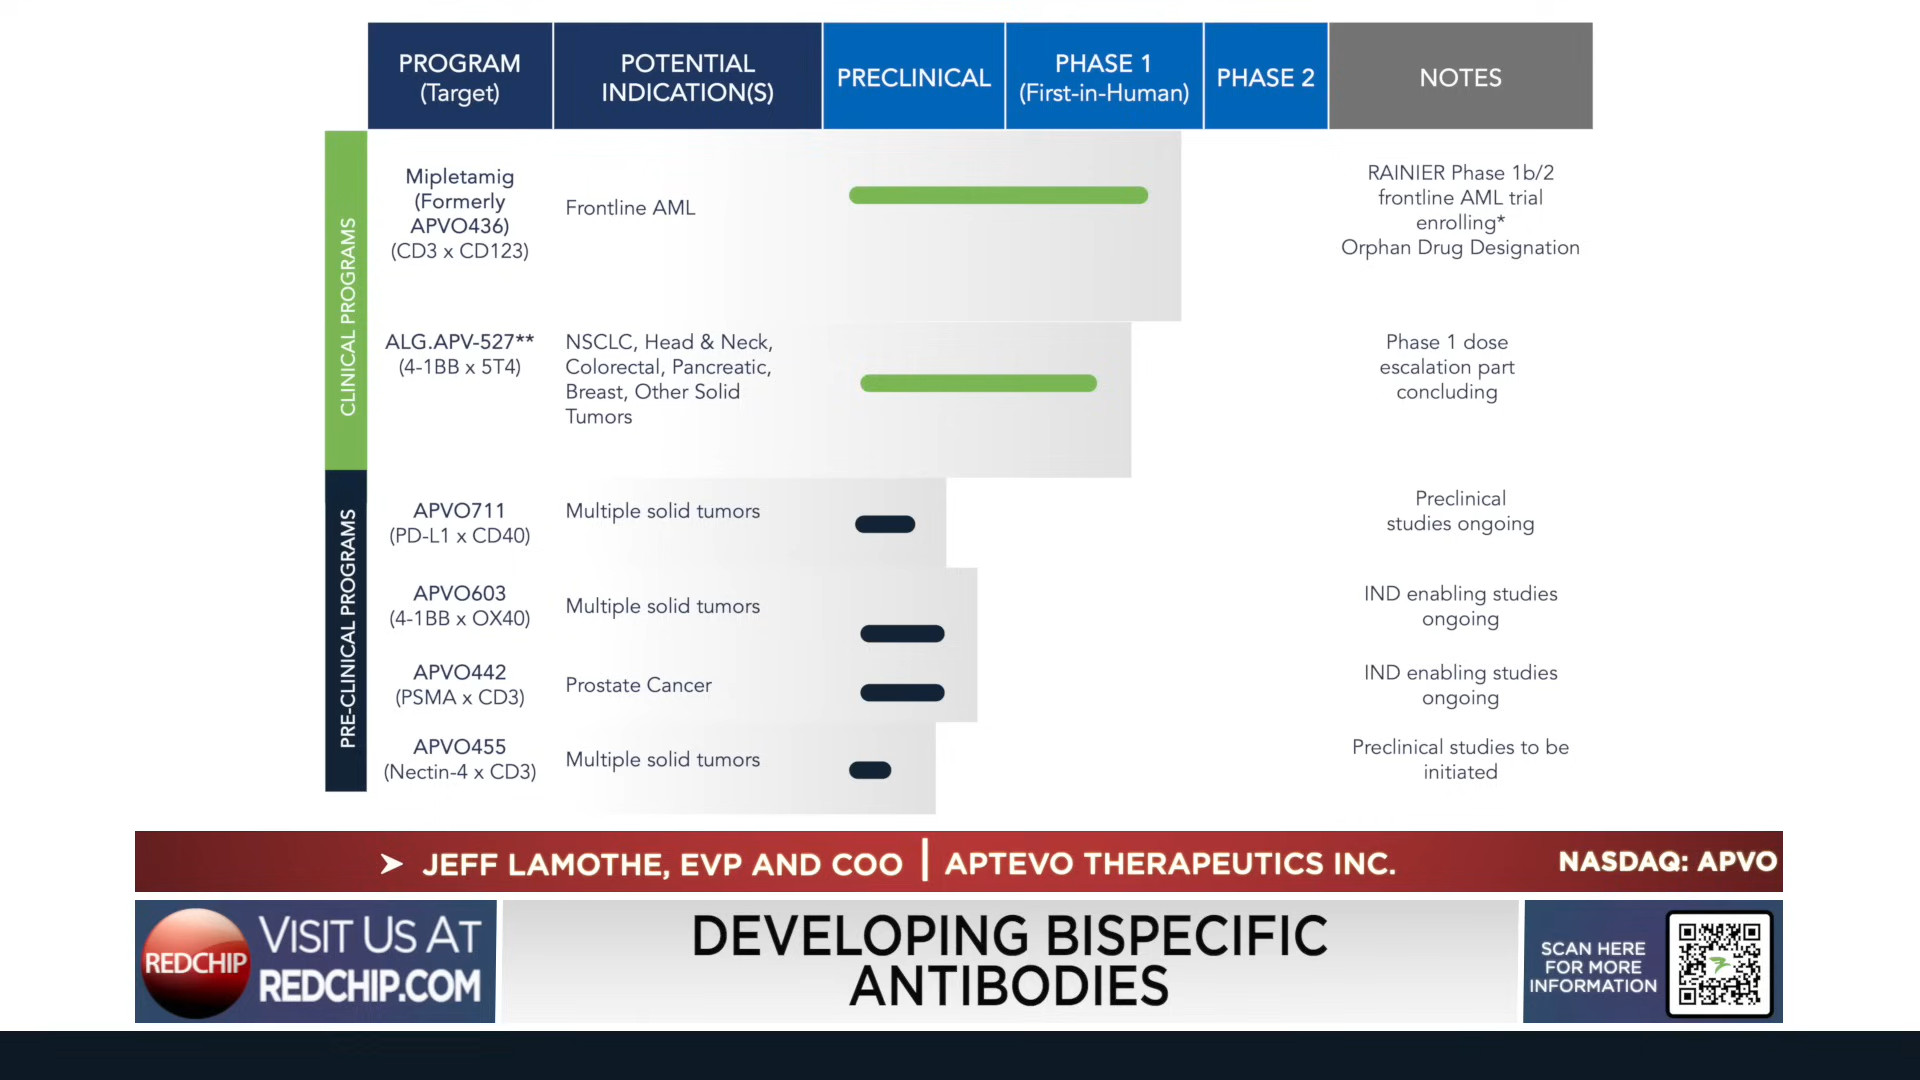 PROGRAM
(Target)
POTENTIAL
INDICATION(S)
PRECLINICAL
PHASE 1
(First-in-Human)
PHASE 2
NOTES
CLINICAL PROGRAMS
Mipletamig
(Formerly
APVO436)
(CD3 x CD123)
Frontline AML
RAINIER Phase 1b/2
frontline AML trial
enrolling*
Orphan Drug Designation
ALG.APV-527**
(4-1BB x 5T4)
NSCLC, Head & Neck,
Colorectal, Pancreatic,
Breast, Other Solid
Tumors
Phase 1 dose
escalation part
concluding
PRE-CLINICAL PROGRAMS
APVO711
(PD-L1 x CD40)
Multiple solid tumors
Preclinical
studies ongoing
APVO603
(4-1BB x OX40)
Multiple solid tumors
IND enabling studies
ongoing
APVO442
(PSMA x CD3)
Prostate Cancer
IND enabling studies
ongoing
APVO455
(Nectin-4 x CD3)
Multiple solid tumors
Preclinical studies to be
initiated
JEFF LAMOTHE, EVP AND COO | APTEVO THERAPEUTICS INC.
NASDAQ: APVO
REDCHIP
VISIT US AT
REDCHIP.COM
DEVELOPING BISPECIFIC
ANTIBODIES
SCAN HERE
FOR MORE
INFORMATION